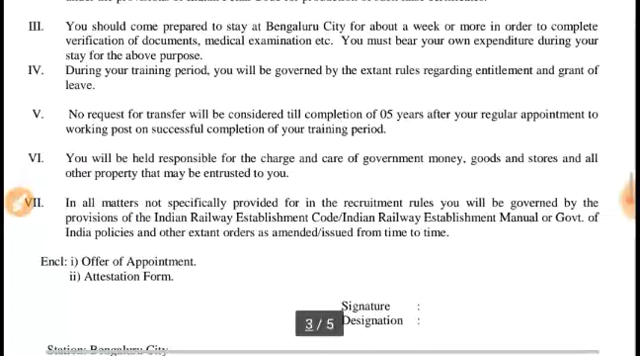 III. You should come prepared to stay at Bengaluru City for about a week or more in order to complete
verification of documents, medical examination etc. You must bear your own expenditure during your
stay for the above purpose.
IV. During your training period, you will be governed by the extant rules regarding entitlement and grant of
leave.
V. No request for transfer will be considered till completion of 05 years after your regular appointment to
working post on successful completion of your training period.
VI. You will be held responsible for the charge and care of government money, goods and stores and all
other property that may be entrusted to you.
VII. In all matters not specifically provided for in the recruitment rules you will be governed by the
provisions of the Indian Railway Establishment Code/Indian Railway Establishment Manual or Govt. of
India policies and other extant orders as amended/issued from time to time.
Encl: i) Offer of Appointment.
ii) Attestation Form.
Signature :
3 / 5 Designation :
Station: Bengaluru City